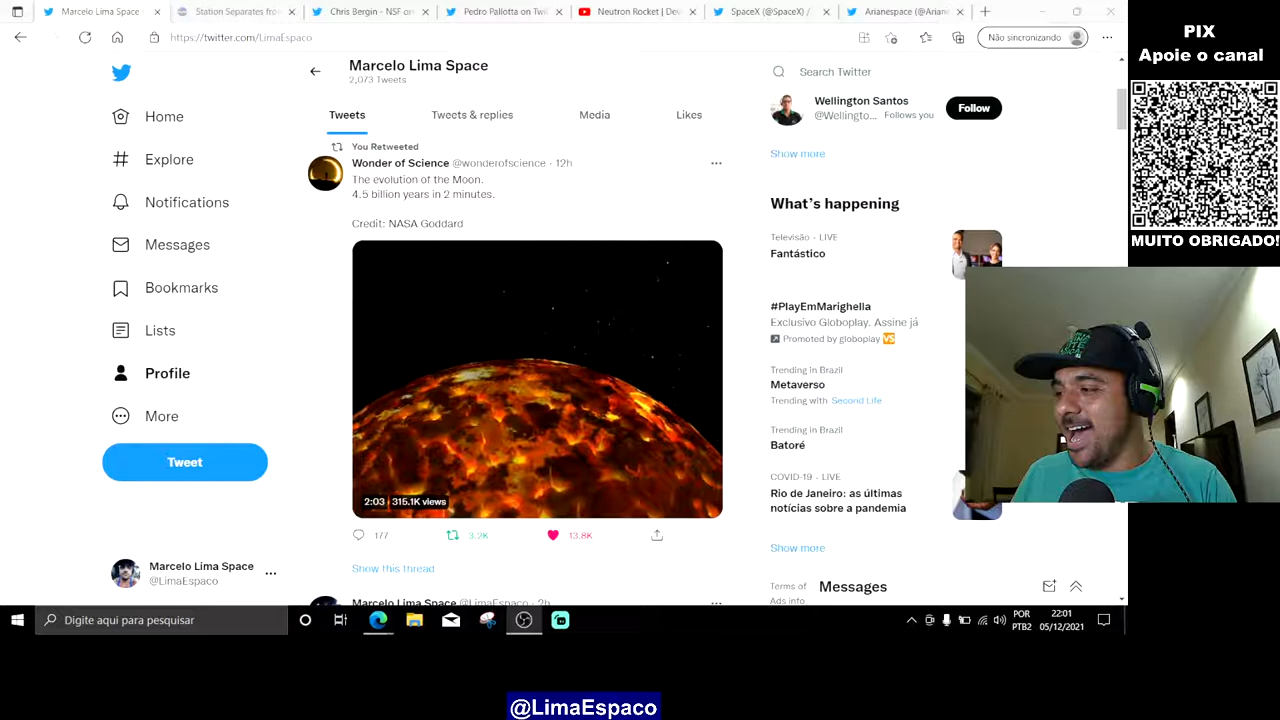 Marcelo Lima Space
Station Separates from
Chris Bergin - NSF on
Pedro Pallotta on Twi
Neutron Rocket | Dev
SpaceX (@SpaceX) /
Arianespace (@Ariane
https://twitter.com/LimaEspaco
Não sincronizando
PIX
Apoie o canal
MUITO OBRIGADO!
Marcelo Lima Space
2,073 Tweets
Tweets
Tweets & replies
Media
Likes
Home
Explore
Notifications
Messages
Bookmarks
Lists
Profile
More
Tweet
Marcelo Lima Space
@LimaEspaco
You Retweeted
Wonder of Science @wonderofscience · 12h
The evolution of the Moon.
4.5 billion years in 2 minutes.
Credit: NASA Goddard
2:03 · 315.1K views
177
3.2K
13.8K
Show this thread
Marcelo Lima Space @LimaEspaco · 2h
Search Twitter
Wellington Santos
@Wellingto... Follows you
Follow
Show more
What's happening
Televisão · LIVE
Fantástico
#PlayEmMarighella
Exclusivo Globoplay. Assine já
Promoted by globoplay 🆚
Trending in Brazil
Metaverso
Trending with Second Life
Trending in Brazil
Batoré
COVID-19 · LIVE
Rio de Janeiro: as últimas
notícias sobre a pandemia
Show more
Terms of
Ads info
Messages
Digite aqui para pesquisar
POR
PTB2
22:01
05/12/2021
@LimaEspaco